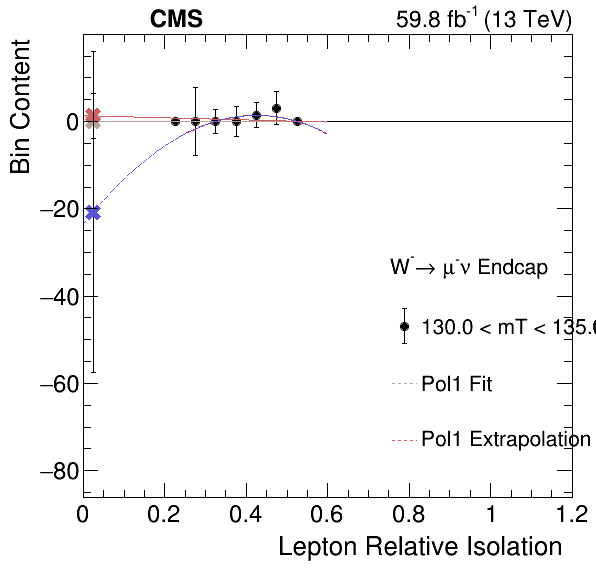 CMS 59.8 fb⁻¹ (13 TeV)
Bin Content
0
−20
−40
−60
−80
W⁻→ μ⁻ν Endcap
130.0 < mT < 135.0
Pol1 Fit
Pol1 Extrapolation
0 0.2 0.4 0.6 0.8 1 1.2
Lepton Relative Isolation